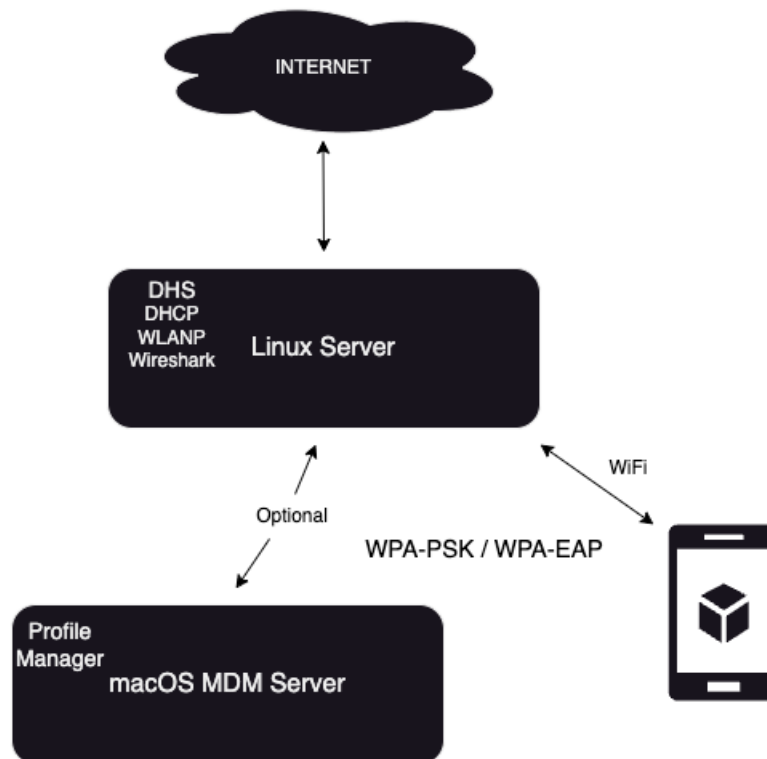 INTERNET
DHS
DHCP
WLANP
Wireshark
Linux Server
WiFi
Optional
WPA-PSK / WPA-EAP
Profile
Manager
macOS MDM Server